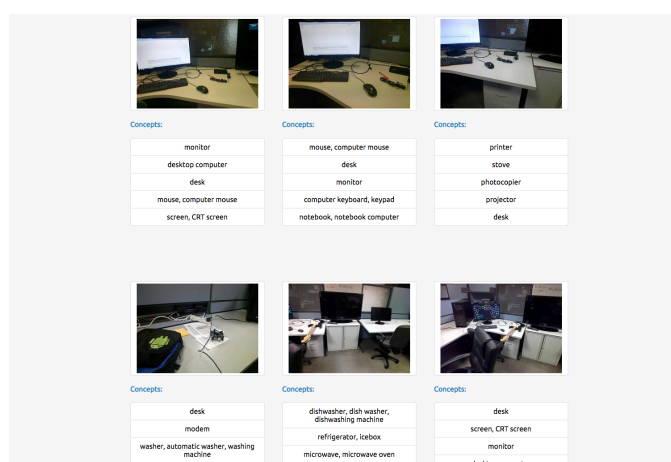 Concepts:
monitor
desktop computer
desk
mouse, computer mouse
screen, CRT screen
Concepts:
mouse, computer mouse
desk
monitor
computer keyboard, keypad
notebook, notebook computer
Concepts:
printer
stove
photocopier
projector
desk
Concepts:
desk
modem
washer, automatic washer, washing
machine
Concepts:
dishwasher, dish washer,
dishwashing machine
refrigerator, icebox
microwave, microwave oven
Concepts:
desk
screen, CRT screen
monitor